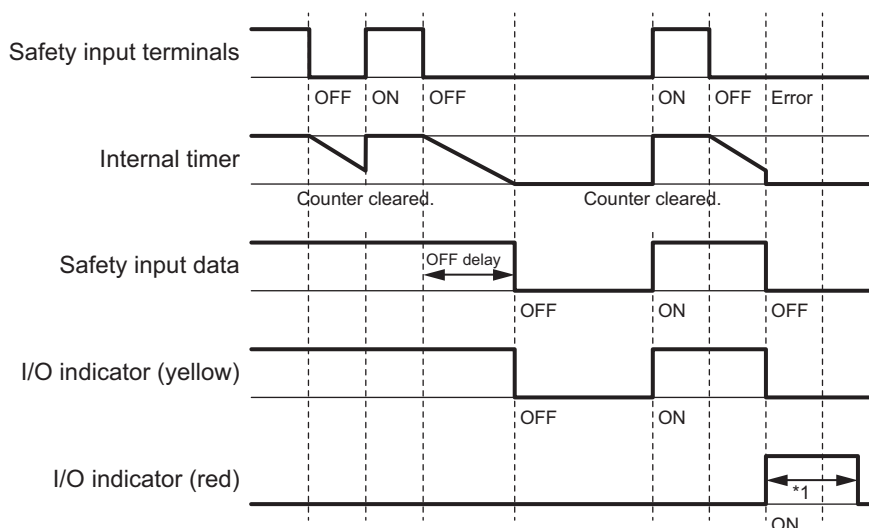 Safety input terminals
OFF ON OFF ON OFF Error
Internal timer
Counter cleared. Counter cleared.
Safety input data
OFF delay
OFF ON OFF
I/O indicator (yellow)
OFF ON
I/O indicator (red)
*1
ON